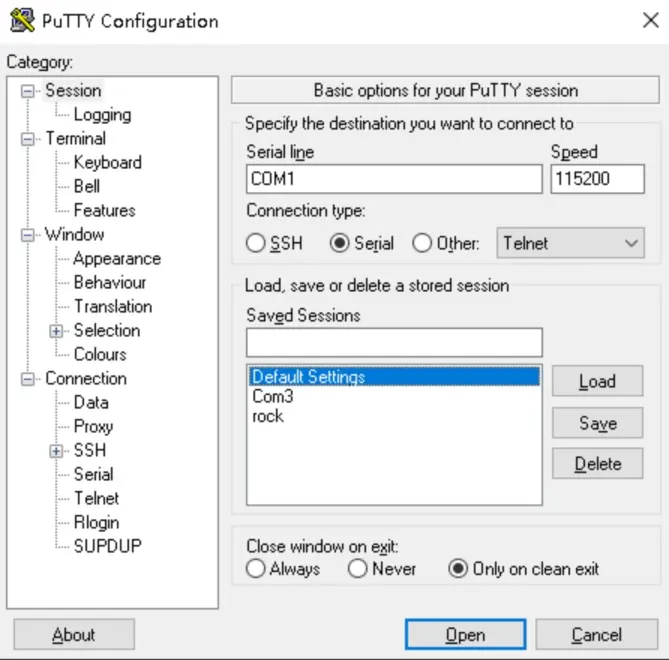 PuTTY Configuration
Category:
Session
Logging
Terminal
Keyboard
Bell
Features
Window
Appearance
Behaviour
Translation
Selection
Colours
Connection
Data
Proxy
SSH
Serial
Telnet
Rlogin
SUPDUP
Basic options for your PuTTY session
Specify the destination you want to connect to
Serial line Speed
COM1 115200
Connection type:
SSH Serial Other: Telnet
Load, save or delete a stored session
Saved Sessions
Default Settings
Com3
rock
Load
Save
Delete
Close window on exit:
Always Never Only on clean exit
About Open Cancel